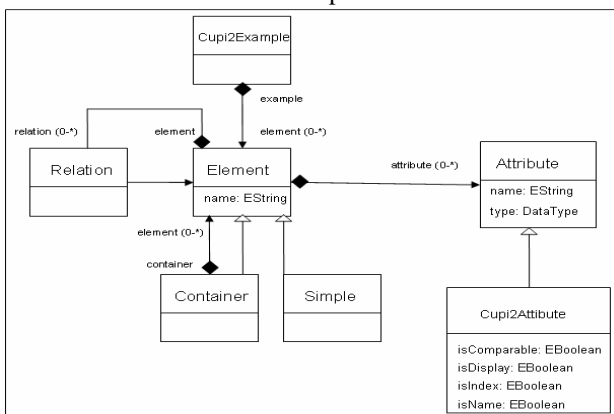 Cupi2Example
example
relation (0-*)
element
element (0-*)
Relation
Element
name: EString
attribute (0-*)
Attribute
name: EString
type: DataType
element (0-*)
container
Container
Simple
Cupi2Attibute
isComparable: EBoolean
isDisplay: EBoolean
isIndex: EBoolean
isName: EBoolean